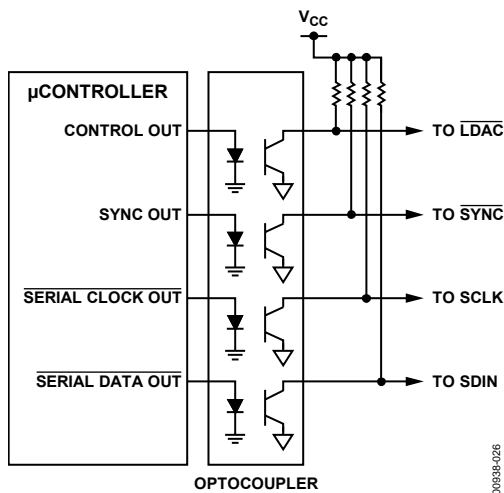 VCC
µCONTROLLER
CONTROL OUT
TO LDAC
SYNC OUT
TO SYNC
SERIAL CLOCK OUT
TO SCLK
SERIAL DATA OUT
TO SDIN
OPTOCOUPLER
00938-026